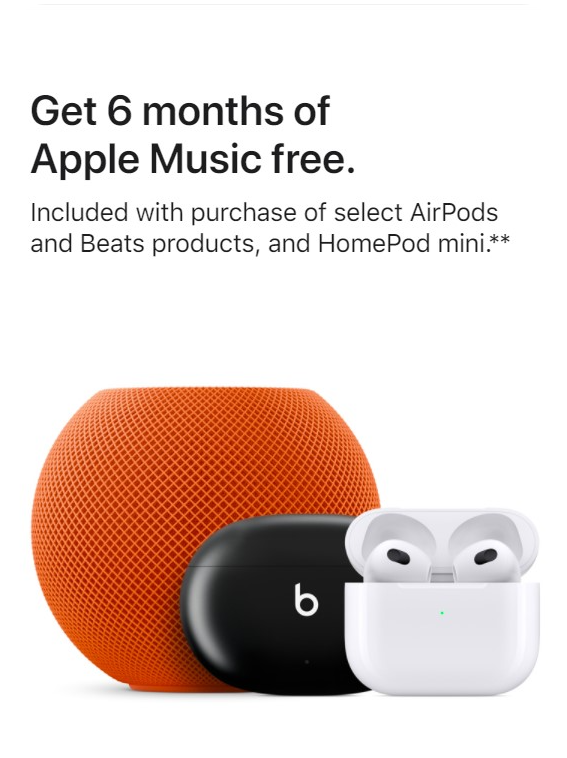 Get 6 months of
Apple Music free.
Included with purchase of select AirPods
and Beats products, and HomePod mini.**
b